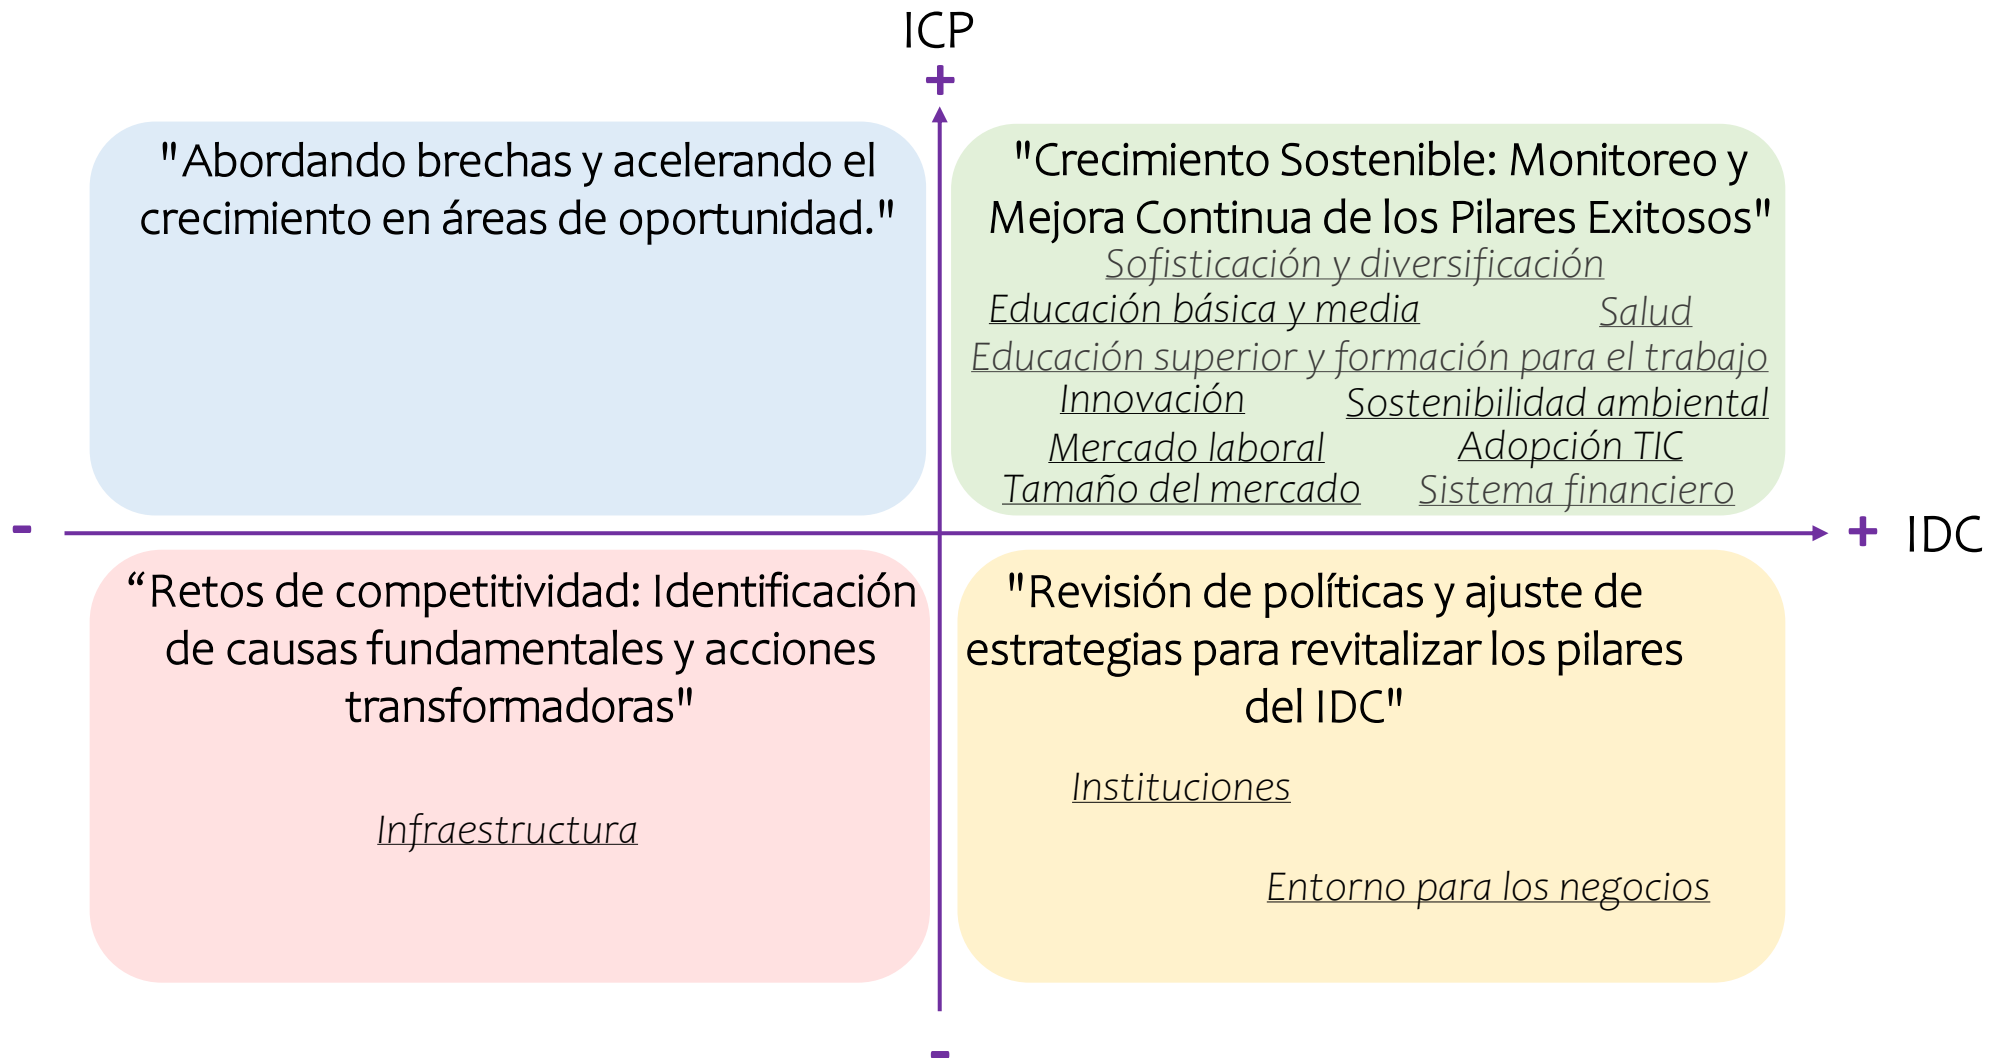 ICP
+
"Abordando brechas y acelerando el
crecimiento en áreas de oportunidad."
"Crecimiento Sostenible: Monitoreo y
Mejora Continua de los Pilares Exitosos"
Sofisticación y diversificación
Educación básica y media
Salud
Educación superior y formación para el trabajo
Innovación
Sostenibilidad ambiental
Mercado laboral
Adopción TIC
Tamaño del mercado
Sistema financiero
-
+ IDC
“Retos de competitividad: Identificación
de causas fundamentales y acciones
transformadoras"
Infraestructura
"Revisión de políticas y ajuste de
estrategias para revitalizar los pilares
del IDC"
Instituciones
Entorno para los negocios
-